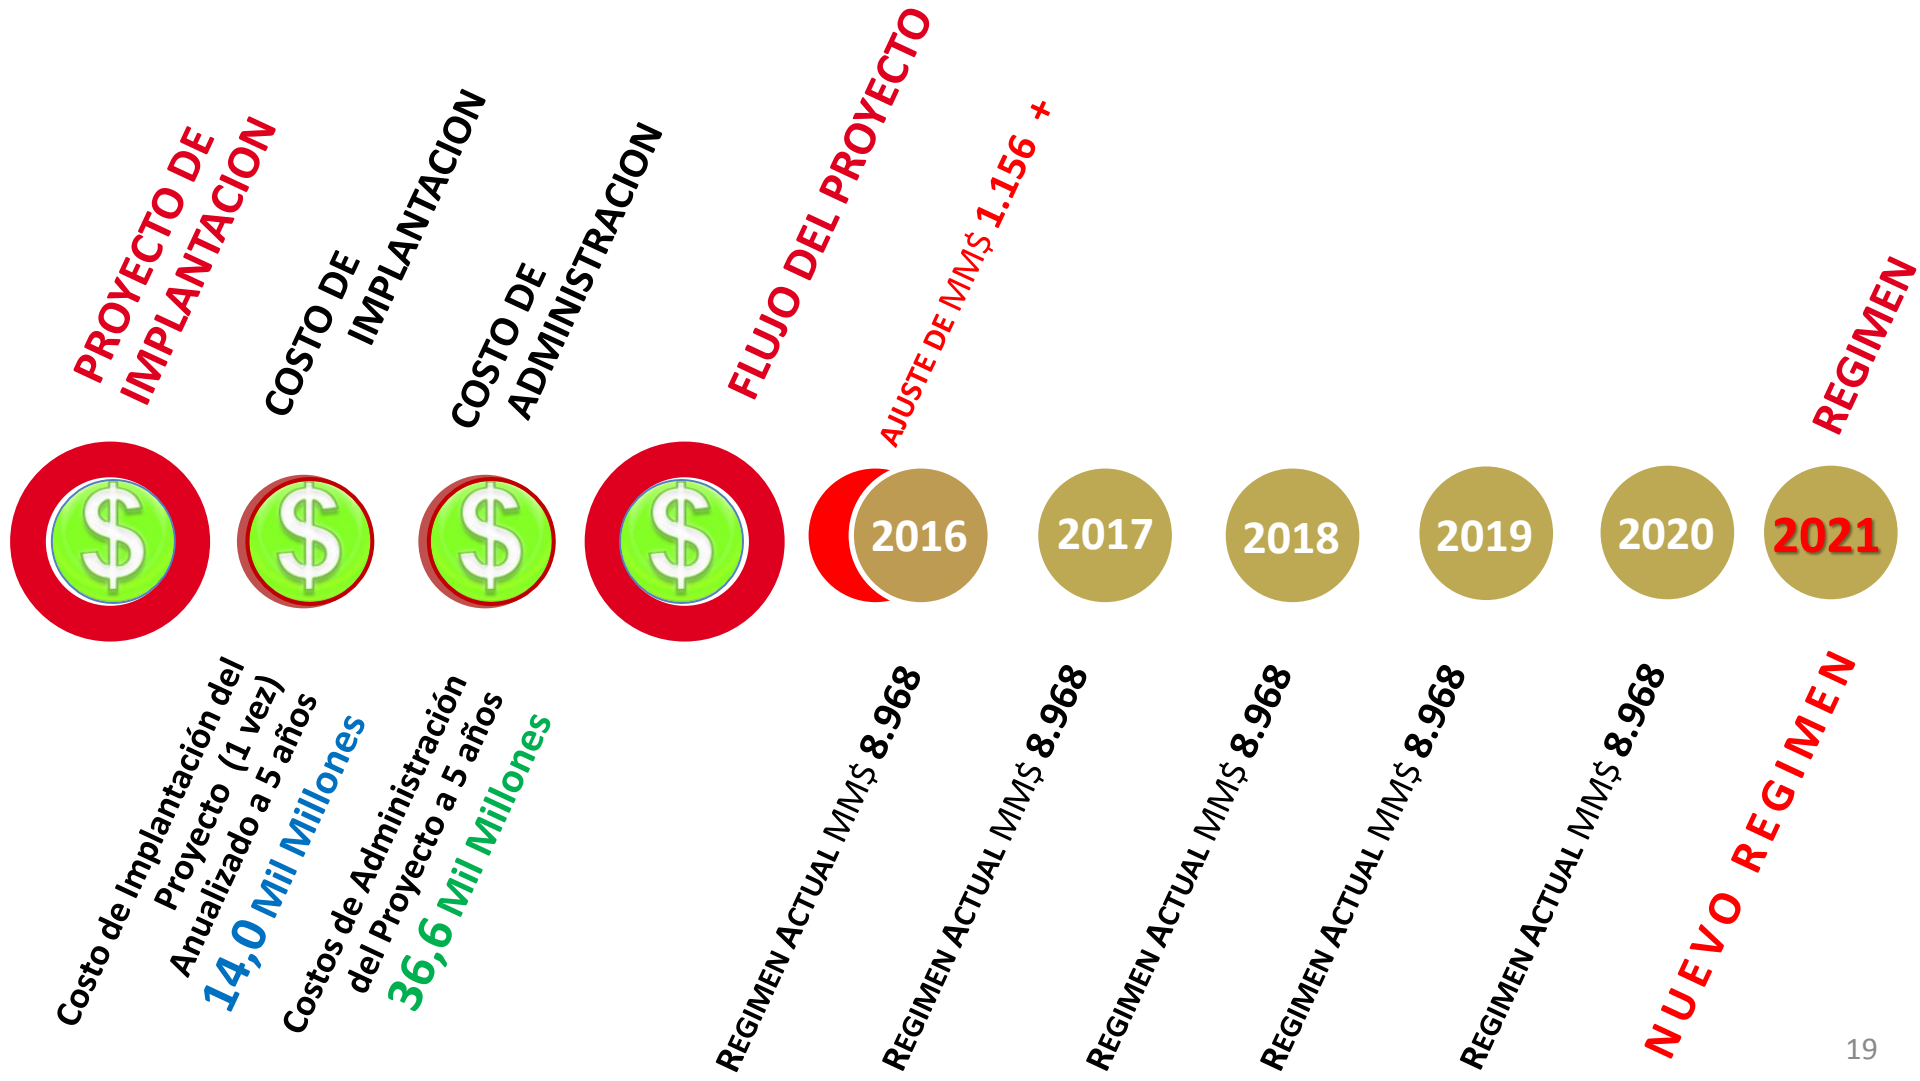 PROYECTO DE
IMPLANTACION
COSTO DE
IMPLANTACION
COSTO DE
ADMINISTRACION
FLUJO DEL PROYECTO
AJUSTE DE MM$ 1.156 +
REGIMEN
$
$
$
$
2016
2017
2018
2019
2020
2021
Costo de Implantación del
Proyecto (1 vez)
Anualizado a 5 años
14,0 Mil Millones
Costos de Administración
del Proyecto a 5 años
36,6 Mil Millones
REGIMEN ACTUAL MM$ 8.968
REGIMEN ACTUAL MM$ 8.968
REGIMEN ACTUAL MM$ 8.968
REGIMEN ACTUAL MM$ 8.968
REGIMEN ACTUAL MM$ 8.968
NUEVO REGIMEN
19